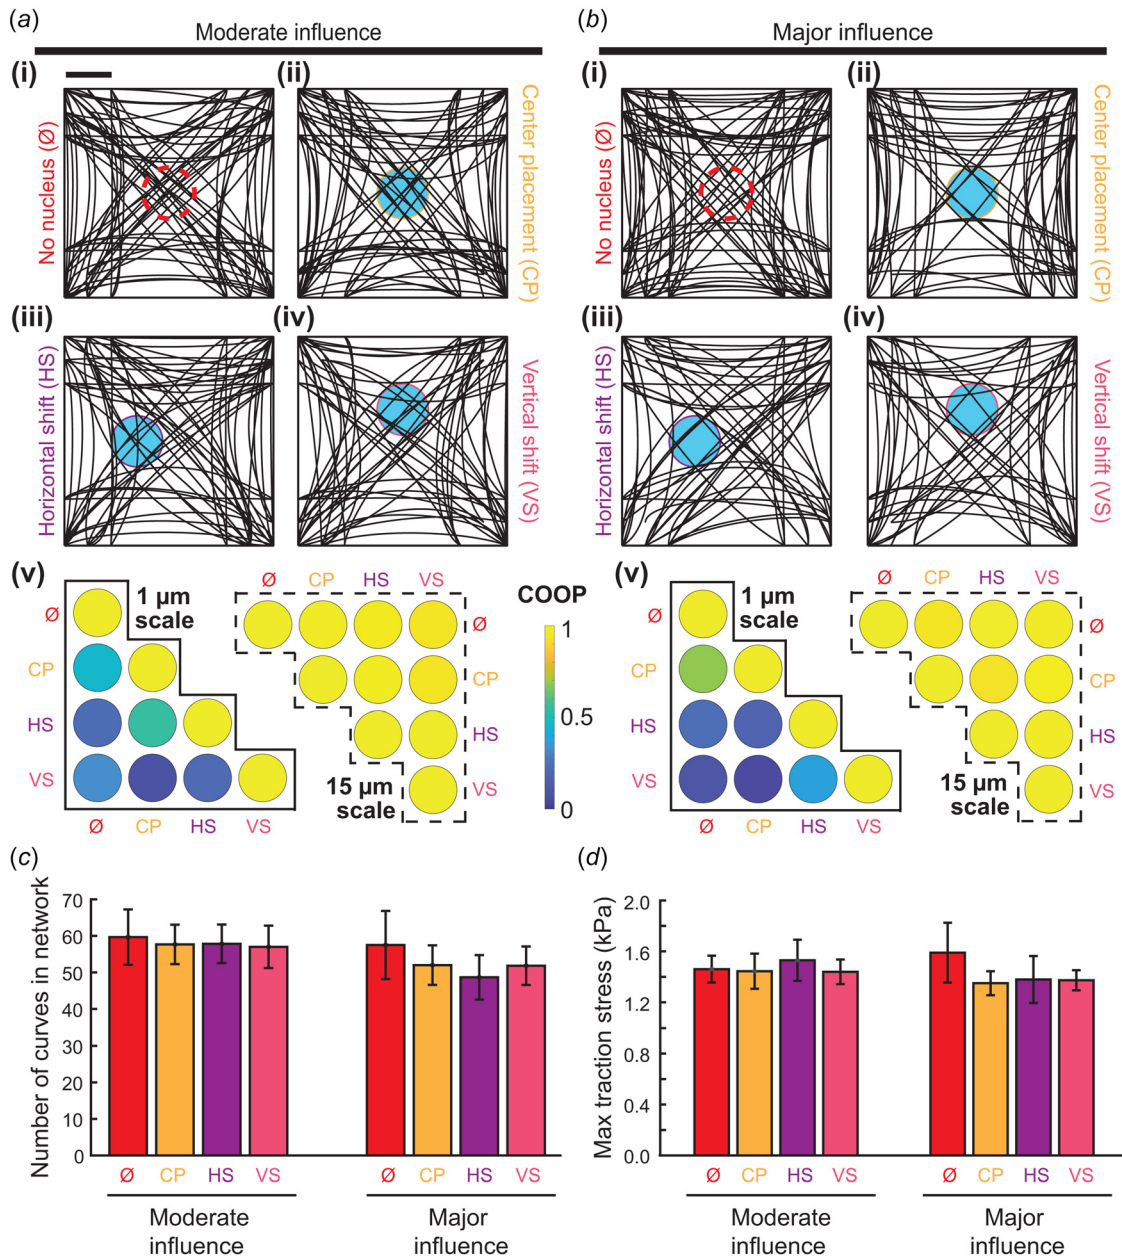 (a)
Moderate influence
(i)
(ii)
No nucleus (Ø)
Center placement (CP)
(iii)
(iv)
Horizontal shift (HS)
Vertical shift (VS)
(v)
1 µm
scale
Ø
CP
HS
VS
Ø
CP
HS
VS
Ø
CP
HS
VS
Ø
CP
HS
VS
15 µm
scale
COOP
1
0.5
0
(b)
Major influence
(i)
(ii)
No nucleus (Ø)
Center placement (CP)
(iii)
(iv)
Horizontal shift (HS)
Vertical shift (VS)
(v)
1 µm
scale
Ø
CP
HS
VS
Ø
CP
HS
VS
Ø
CP
HS
VS
Ø
CP
HS
VS
15 µm
scale
(c)
Number of curves in network
70
60
50
40
30
20
10
0
Ø CP HS VS
Ø CP HS VS
Moderate
influence
Major
influence
(d)
Max traction stress (kPa)
2.0
1.6
1.2
0.8
0.4
0.0
Ø CP HS VS
Ø CP HS VS
Moderate
influence
Major
influence